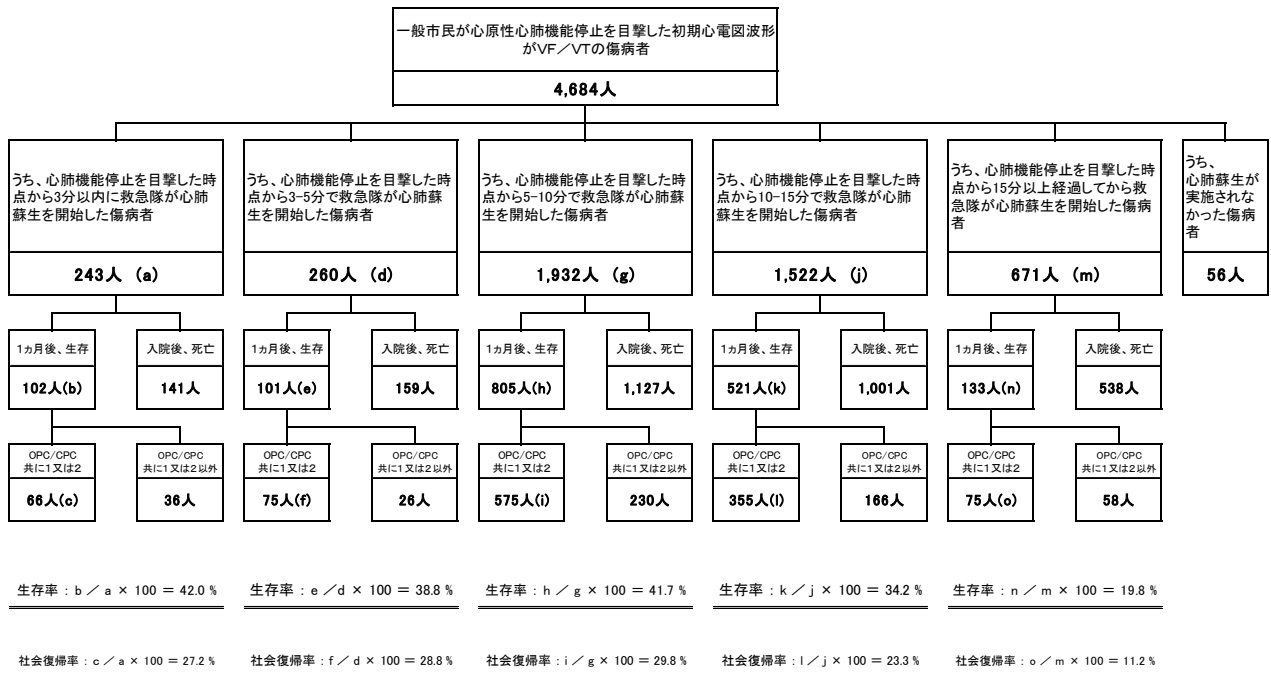 一般市民が心原性心肺機能停止を目撃した初期心電図波形
がVF／VTの傷病者
4,684人
うち、心肺機能停止を目撃した時
点から3分以内に救急隊が心肺
蘇生を開始した傷病者
243人 (a)
うち、心肺機能停止を目撃した時
点から3-5分で救急隊が心肺蘇
生を開始した傷病者
260人 (d)
うち、心肺機能停止を目撃した時
点から5-10分で救急隊が心肺蘇
生を開始した傷病者
1,932人 (g)
うち、心肺機能停止を目撃した時
点から10-15分で救急隊が心肺
蘇生を開始した傷病者
1,522人 (j)
うち、心肺機能停止を目撃した時
点から15分以上経過してから救
急隊が心肺蘇生を開始した傷病
者
671人 (m)
うち、
心肺蘇生が
実施されな
かった傷病
者
56人
1ヵ月後、生存
102人(b)
入院後、死亡
141人
1ヵ月後、生存
101人(e)
入院後、死亡
159人
1ヵ月後、生存
805人(h)
入院後、死亡
1,127人
1ヵ月後、生存
521人(k)
入院後、死亡
1,001人
1ヵ月後、生存
133人(n)
入院後、死亡
538人
OPC/CPC
共に1又は2
66人(c)
OPC/CPC
共に1又は2以外
36人
OPC/CPC
共に1又は2
75人(f)
OPC/CPC
共に1又は2以外
26人
OPC/CPC
共に1又は2
575人(i)
OPC/CPC
共に1又は2以外
230人
OPC/CPC
共に1又は2
355人(l)
OPC/CPC
共に1又は2以外
166人
OPC/CPC
共に1又は2
75人(o)
OPC/CPC
共に1又は2以外
58人
生存率：b ／ a × 100 ＝ 42.0 %
生存率：e ／d × 100 ＝ 38.8 %
生存率：h ／ g × 100 ＝ 41.7 %
生存率：k ／ j × 100 ＝ 34.2 %
生存率：n ／ m × 100 ＝ 19.8 %
社会復帰率：c ／ a × 100 ＝ 27.2 %
社会復帰率：f ／ d × 100 ＝ 28.8 %
社会復帰率：i ／ g × 100 ＝ 29.8 %
社会復帰率：l ／ j × 100 ＝ 23.3 %
社会復帰率：o ／ m × 100 ＝ 11.2 %